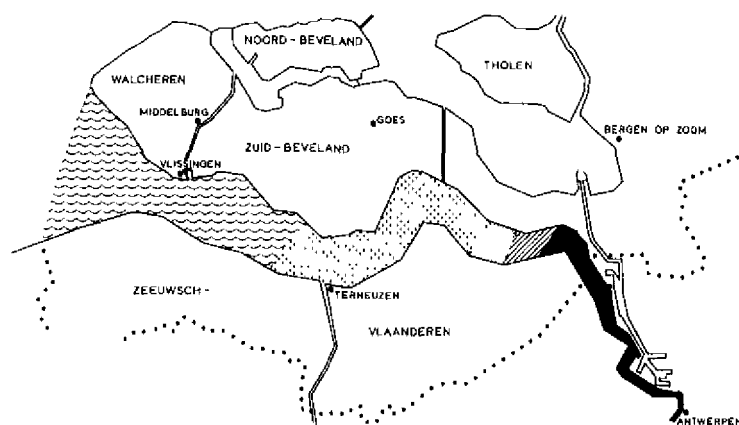 NOORD - BEVELAND
THOLEN
WALCHEREN
MIDDELBURG
GOES
BERGEN OP ZOOM
ZUID - BEVELAND
VLISSINGEN
ZEEUWSCH -
TERNEUZEN
VLAANDEREN
ANTWERPEN